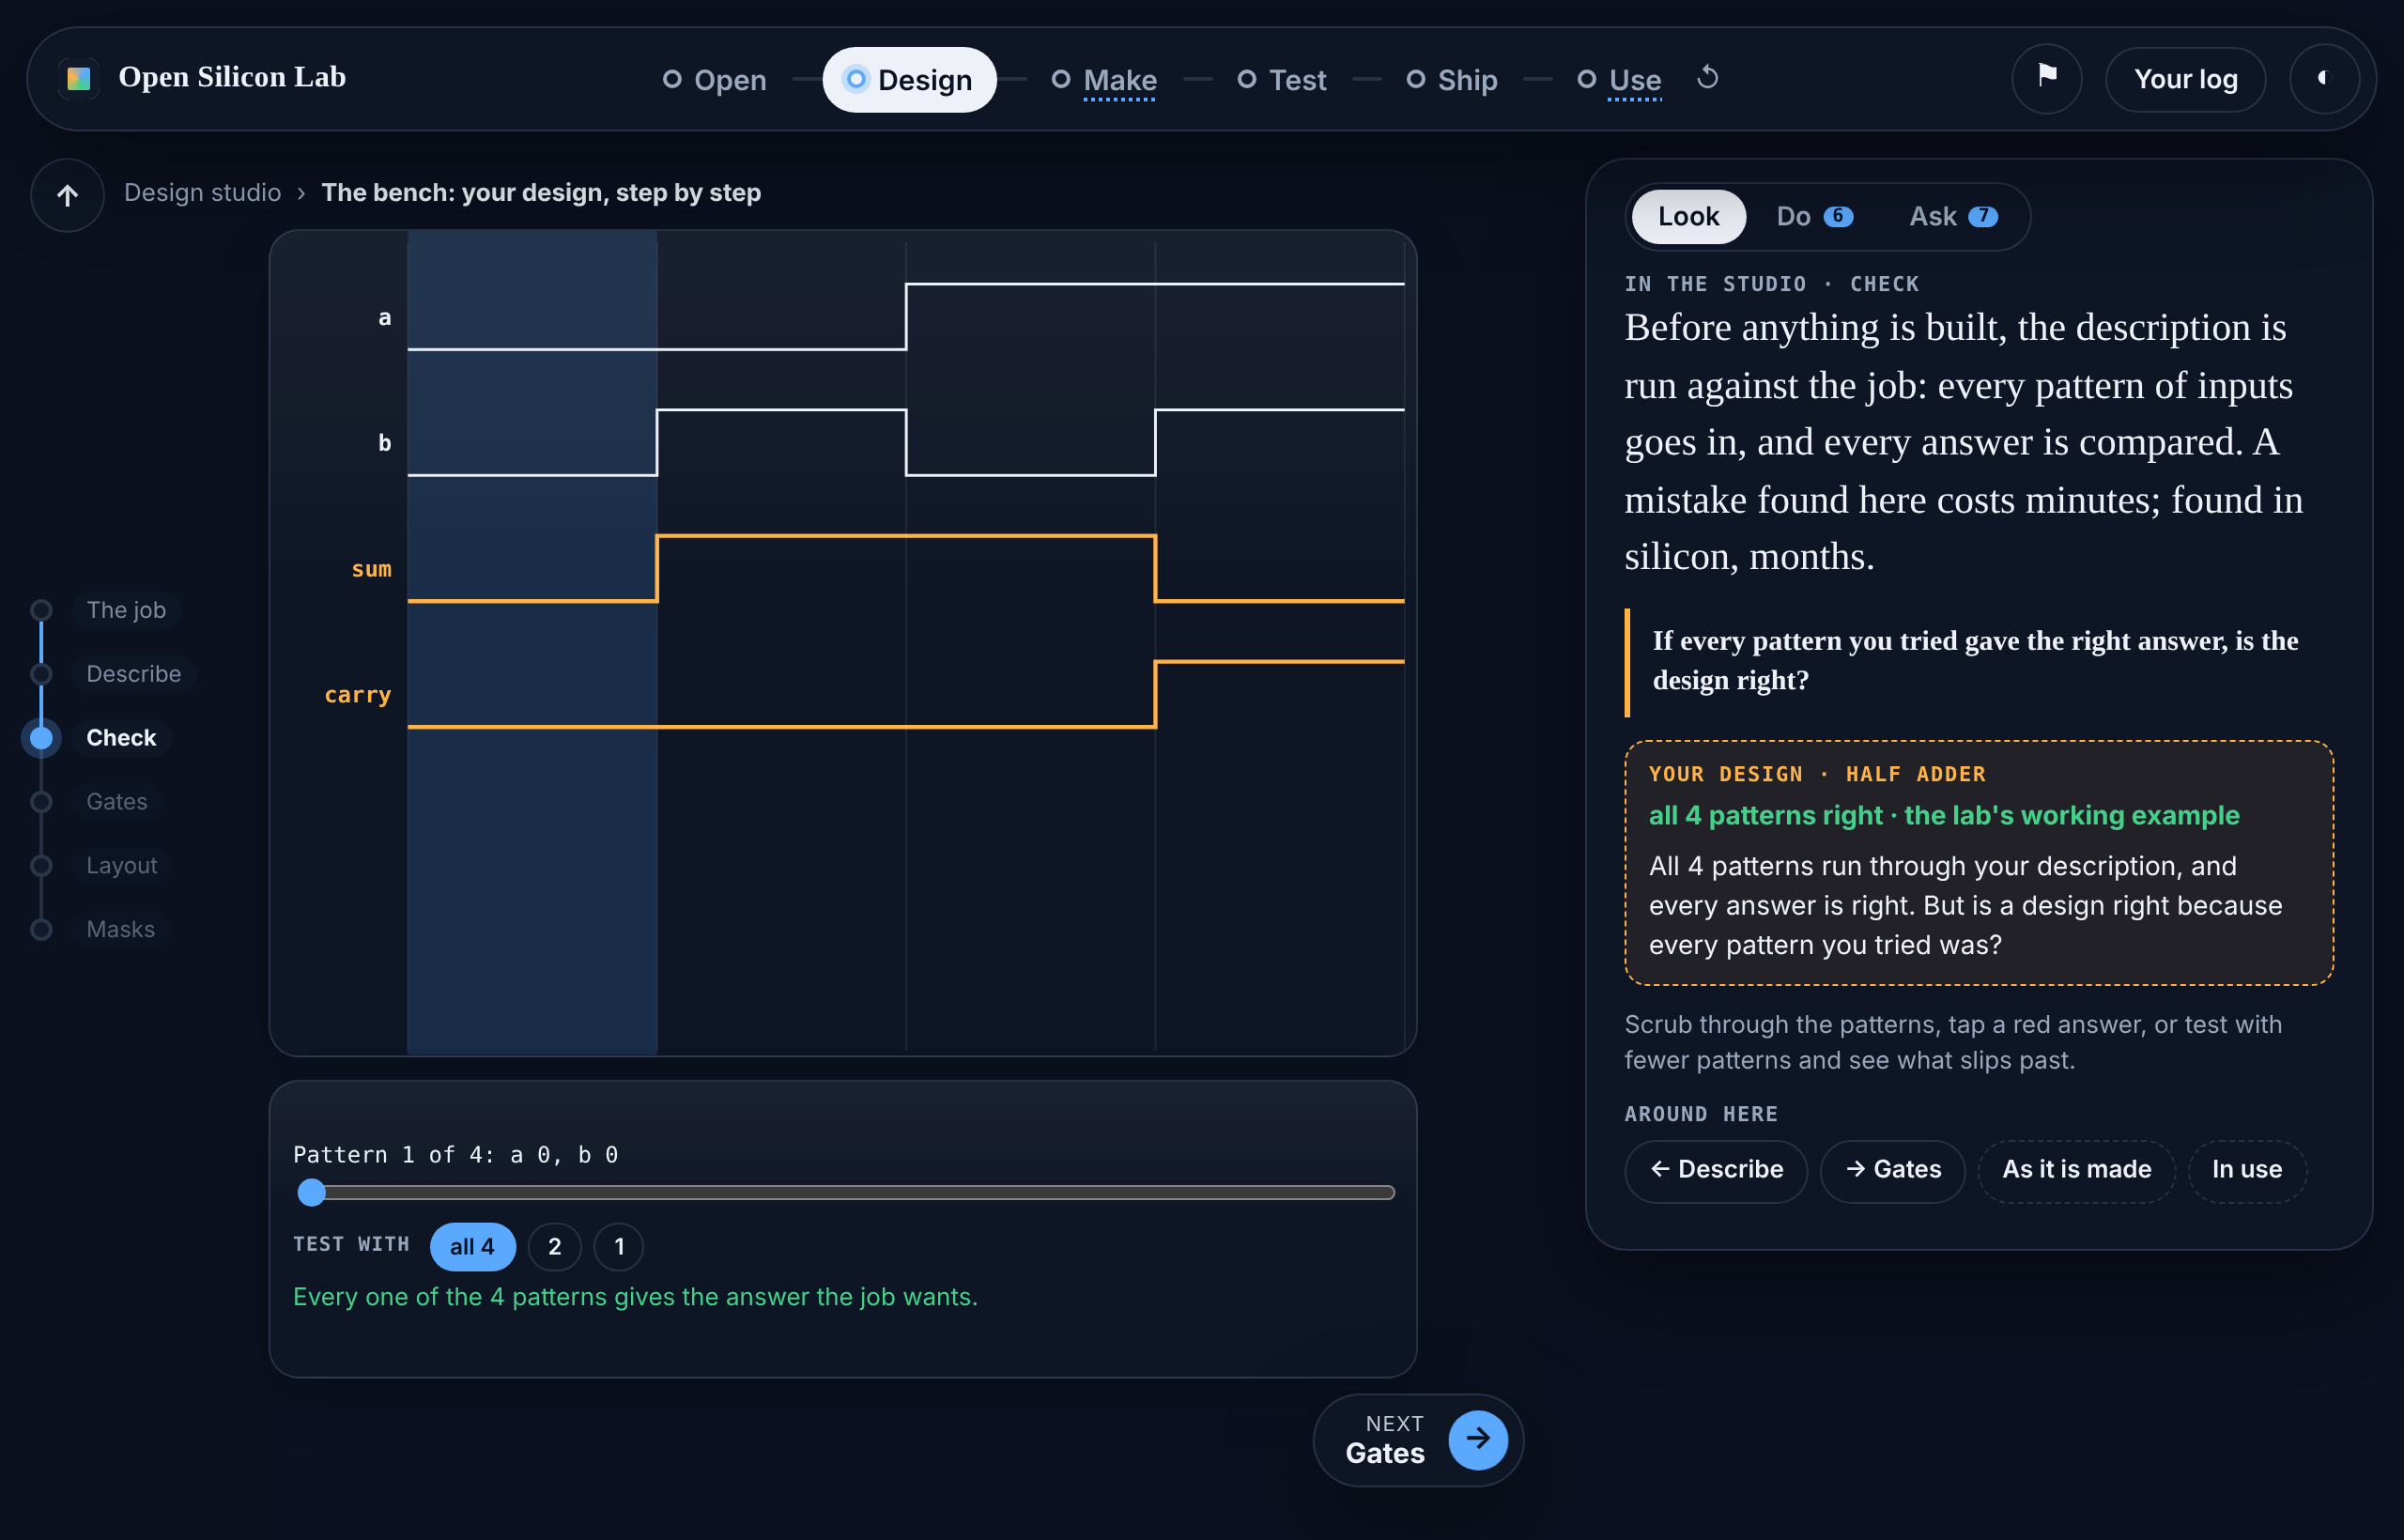 Open Silicon Lab
Open
Design
Make
Test
Ship
Use
Your log
Design studio › The bench: your design, step by step
a
b
sum
carry
The job
Describe
Check
Gates
Layout
Masks
Pattern 1 of 4: a 0, b 0
TEST WITH all 4 2 1
Every one of the 4 patterns gives the answer the job wants.
NEXT
Gates
Look Do 6 Ask 7
IN THE STUDIO · CHECK
Before anything is built, the description is
run against the job: every pattern of inputs
goes in, and every answer is compared. A
mistake found here costs minutes; found in
silicon, months.
If every pattern you tried gave the right answer, is the
design right?
YOUR DESIGN · HALF ADDER
all 4 patterns right · the lab's working example
All 4 patterns run through your description, and
every answer is right. But is a design right because
every pattern you tried was?
Scrub through the patterns, tap a red answer, or test with
fewer patterns and see what slips past.
AROUND HERE
← Describe → Gates As it is made In use